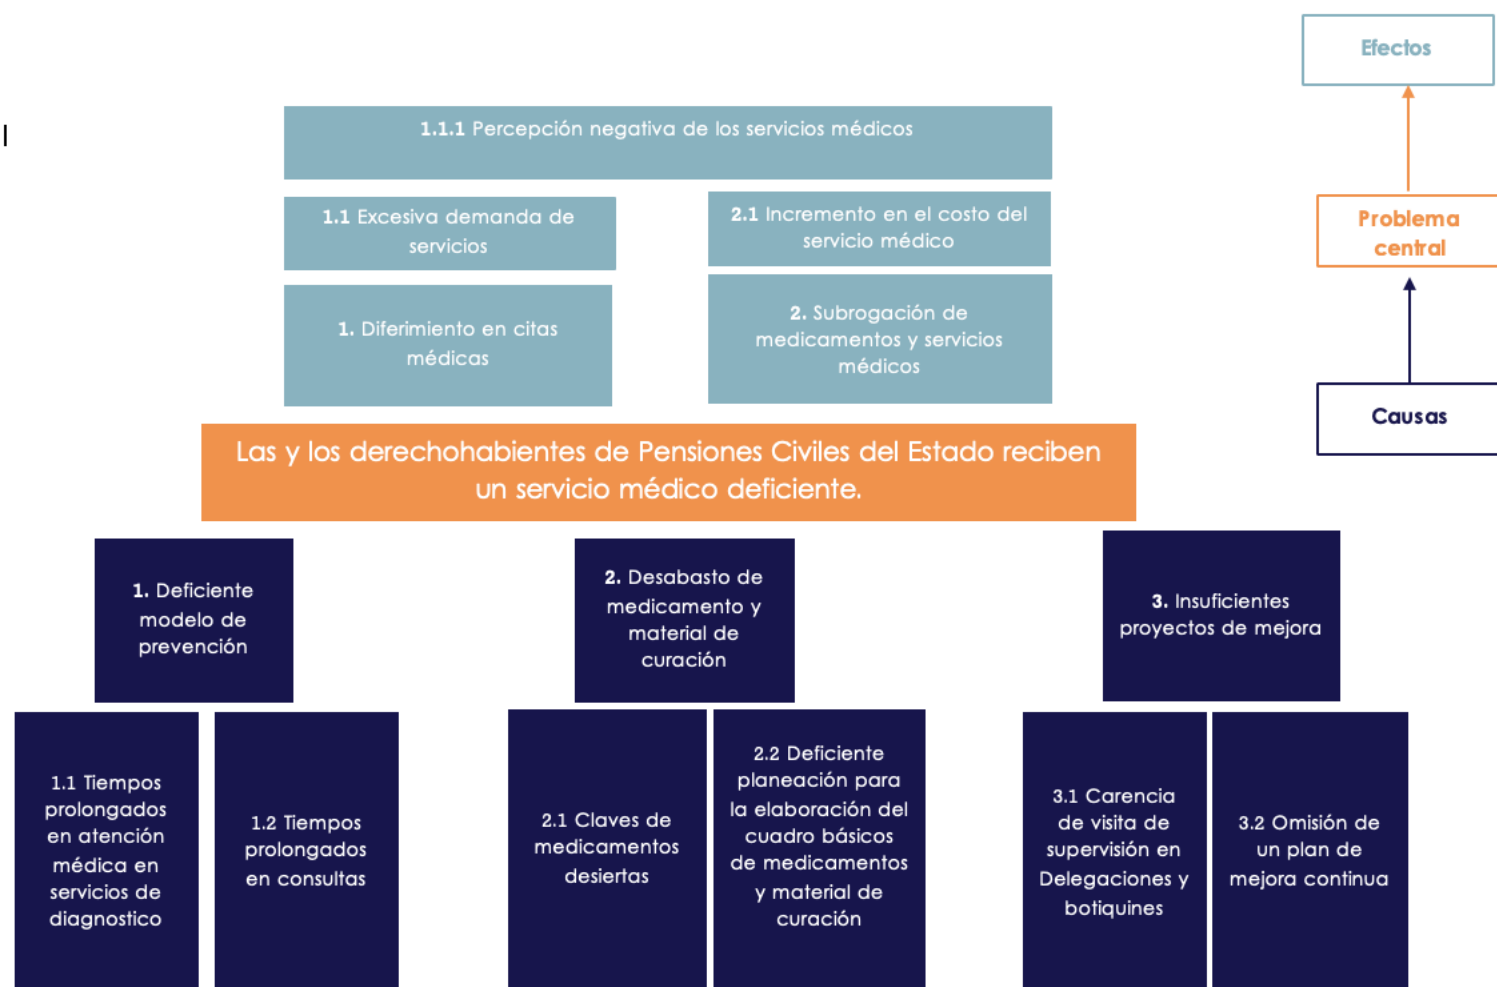 Efectos
l
1.1.1 Percepción negativa de los servicios médicos
1.1 Excesiva demanda de
servicios
2.1 Incremento en el costo del
servicio médico
Problema
central
1. Diferimiento en citas
médicas
2. Subrogación de
medicamentos y servicios
médicos
Causas
Las y los derechohabientes de Pensiones Civiles del Estado reciben
un servicio médico deficiente.
1. Deficiente
modelo de
prevención
2. Desabasto de
medicamento y
material de
curación
3. Insuficientes
proyectos de mejora
1.1 Tiempos
prolongados
en atención
médica en
servicios de
diagnostico
1.2 Tiempos
prolongados
en consultas
2.1 Claves de
medicamentos
desiertas
2.2 Deficiente
planeación para
la elaboración del
cuadro básicos
de medicamentos
y material de
curación
3.1 Carencia
de visita de
supervisión en
Delegaciones y
botiquines
3.2 Omisión de
un plan de
mejora continua